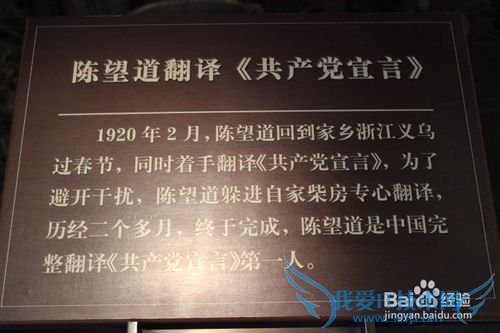 陈望道翻译《共产党宣言》
1920年2月，陈望道回到家乡浙江义乌
过春节，同时着手翻译《共产党宣言》，为了
避开干扰，陈望道躲进自家柴房专心翻译，
历经二个多月，终于完成，陈望道是中国完
整翻译《共产党宣言》第一人。
Baidu经验
jingyan.baidu.com